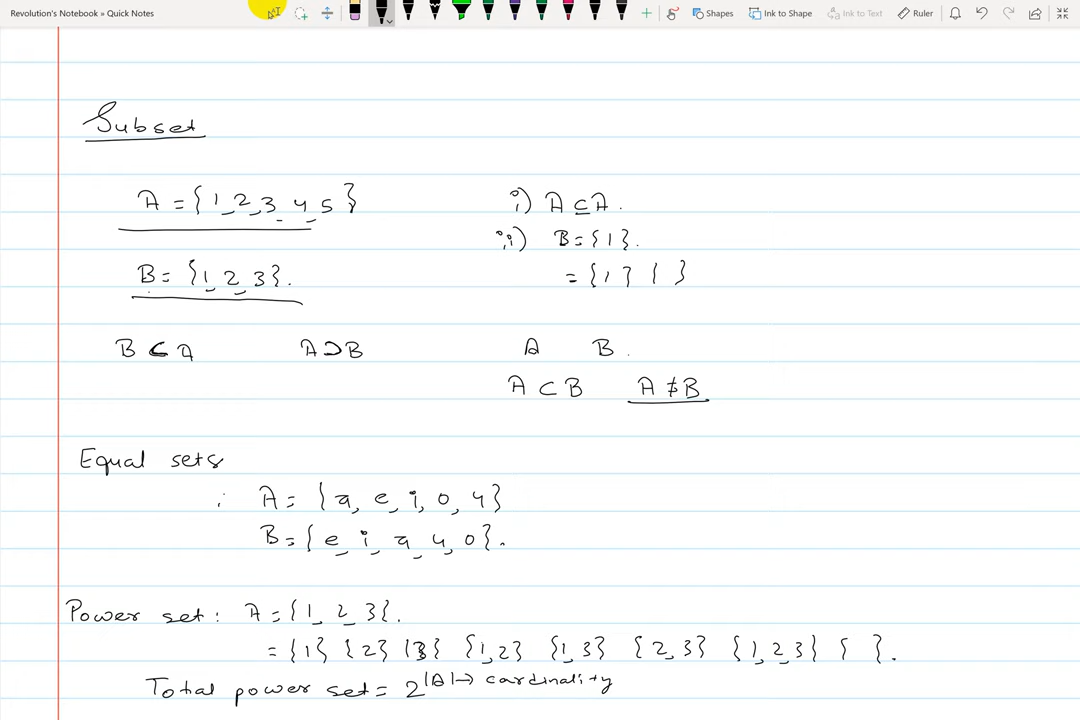 Revolution's Notebook » Quick Notes
Shapes Ink to Shape Ink to Text Ruler
Subset
A = {1, 2, 3, 4, 5}
B = {1, 2, 3}.
B ⊂ A A ⊃ B
i) A ⊆ A.
ii) B = {1}.
= {1} { }
A B.
A ⊂ B A ≠ B
Equal sets
: A = {a, e, i, o, u}
B = {e, i, a, u, o}.
Power set: A = {1, 2, 3}.
= {1} {2} {3} {1,2} {1,3} {2,3} {1,2,3} { }.
Total power set = 2^|A| → cardinality